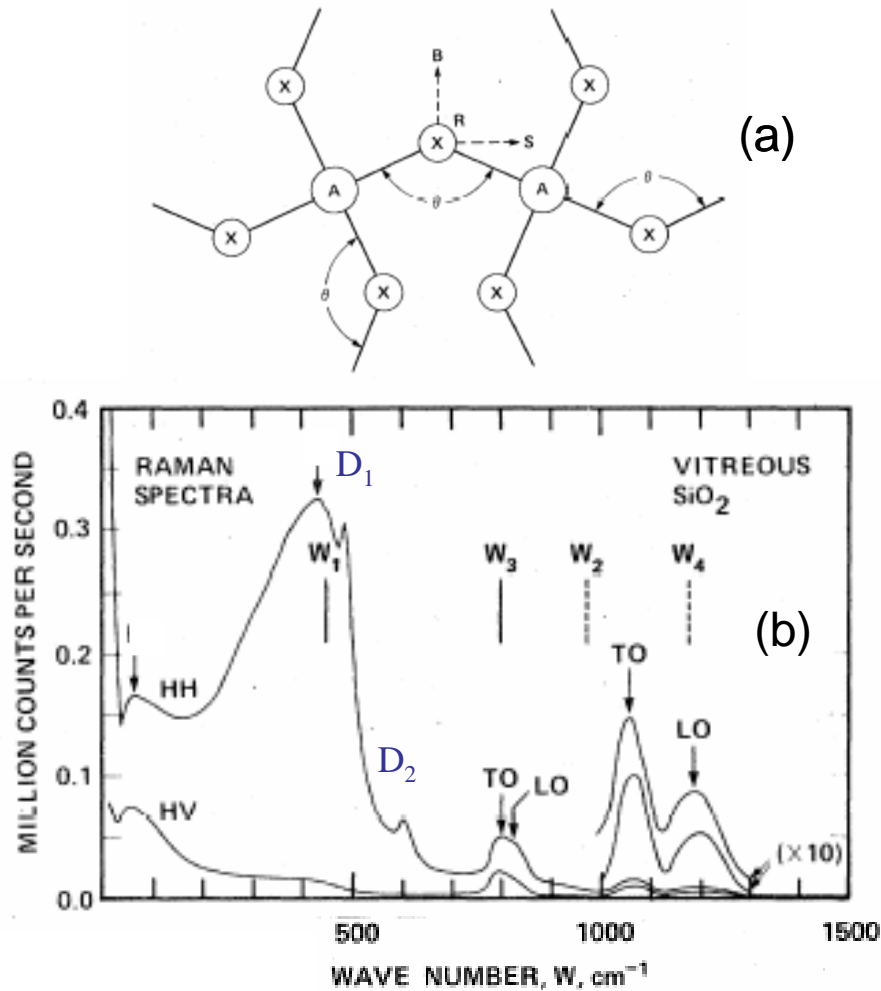 B
X
X
R
X
S
(a)
A
A
θ
θ
X
X
θ
X
X
0.4
RAMAN
SPECTRA
D₁
VITREOUS
SiO₂
0.3
W₁
W₃
W₂
W₄
(b)
MILLION COUNTS PER SECOND
0.2
HH
TO
LO
D₂
0.1
HV
TO
LO
(×10)
0.0
500
1000
1500
WAVE NUMBER, W, cm⁻¹